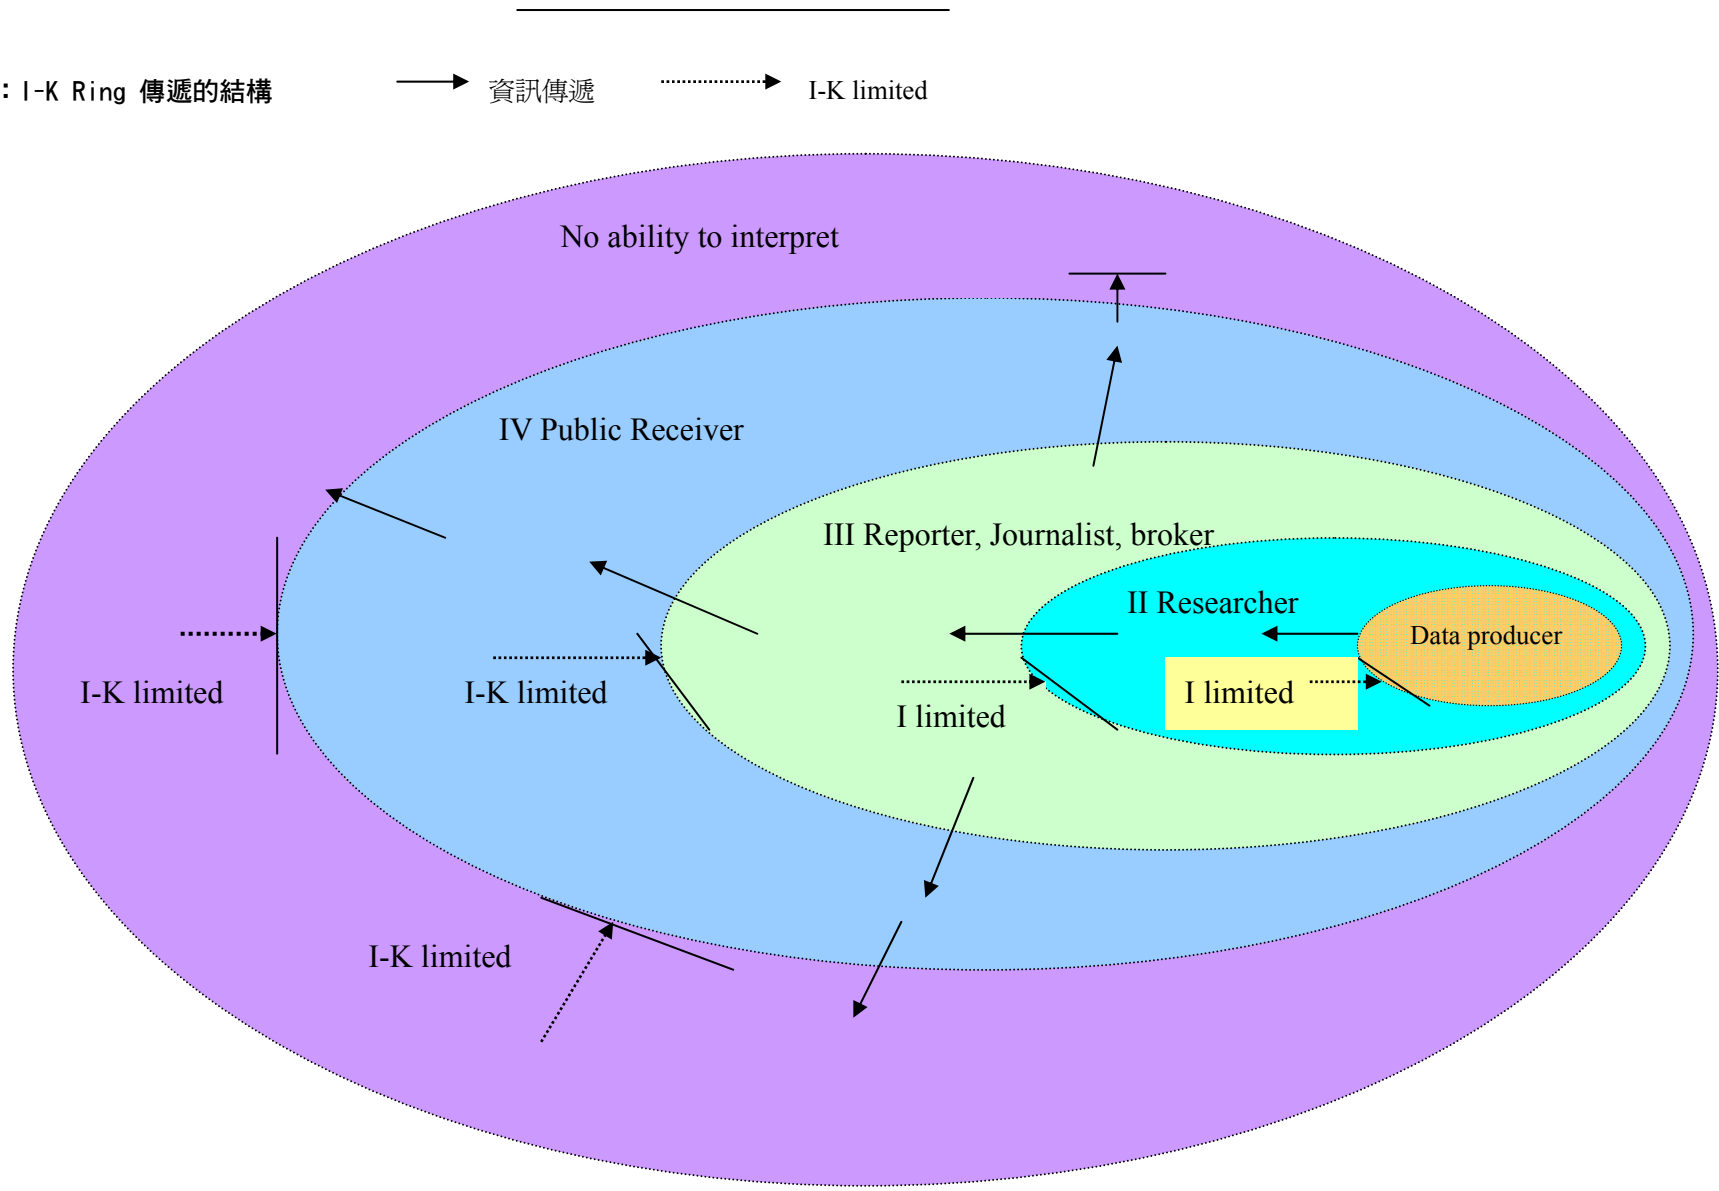 ：I-K Ring 傳遞的結構 資訊傳遞 I-K limited
No ability to interpret
IV Public Receiver
III Reporter, Journalist, broker
II Researcher
Data producer
I-K limited
I-K limited
I limited
I limited
I-K limited